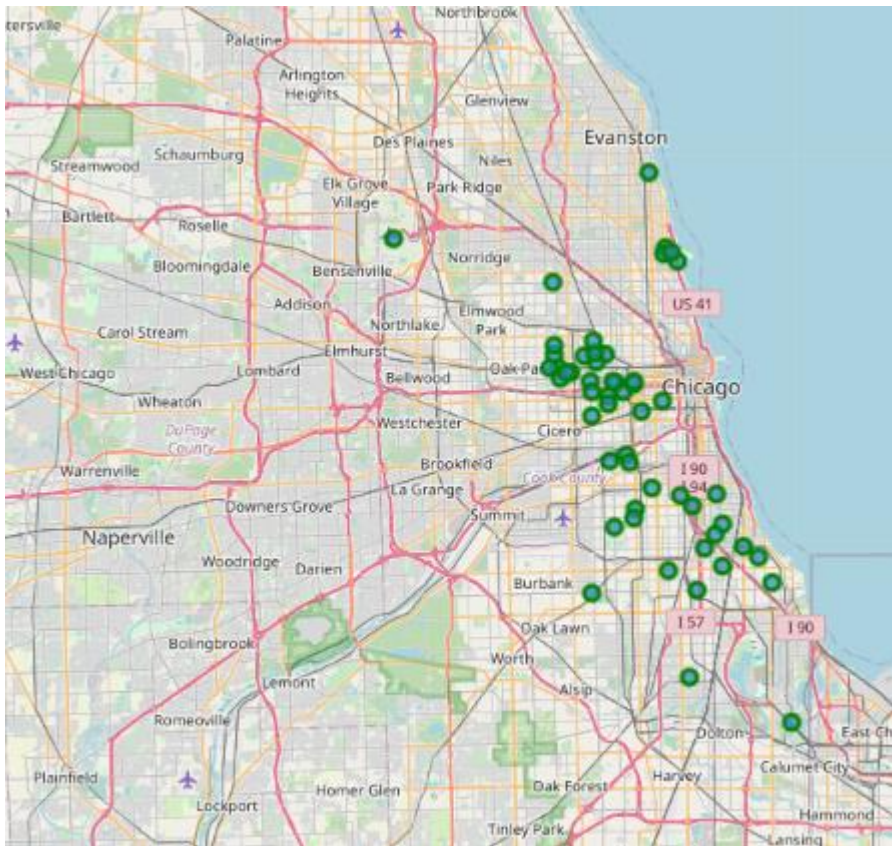 Northbrook
tersville
Palatine
Arlington
Heights
Glenview
Evanston
Des Plaines
Schaumburg
Niles
Streamwood
Elk Grove
Village
Park Ridge
Bartlett
Roselle
Norridge
Bloomingdale
Bensenville
Addison
US 41
Elmwood
Park
Northlake
Carol Stream
Elmhurst
West Chicago
Lombard
Bellwood
Oak Pa
Chicago
Wheaton
Westchester
DuPage
County
Cicero
Brookfield
Warrenville
Cook County
I 90
I 94
La Grange
Downers Grove
Summit
Naperville
Woodridge
Darien
Burbank
I 57
I 90
Oak Lawn
Bolingbrook
Worth
Lemont
Alsip
Romeoville
Dolton
East Ch
Calumet City
Plainfield
Harvey
Homer Glen
Oak Forest
Lockport
Hammond
Tinley Park
Lansing